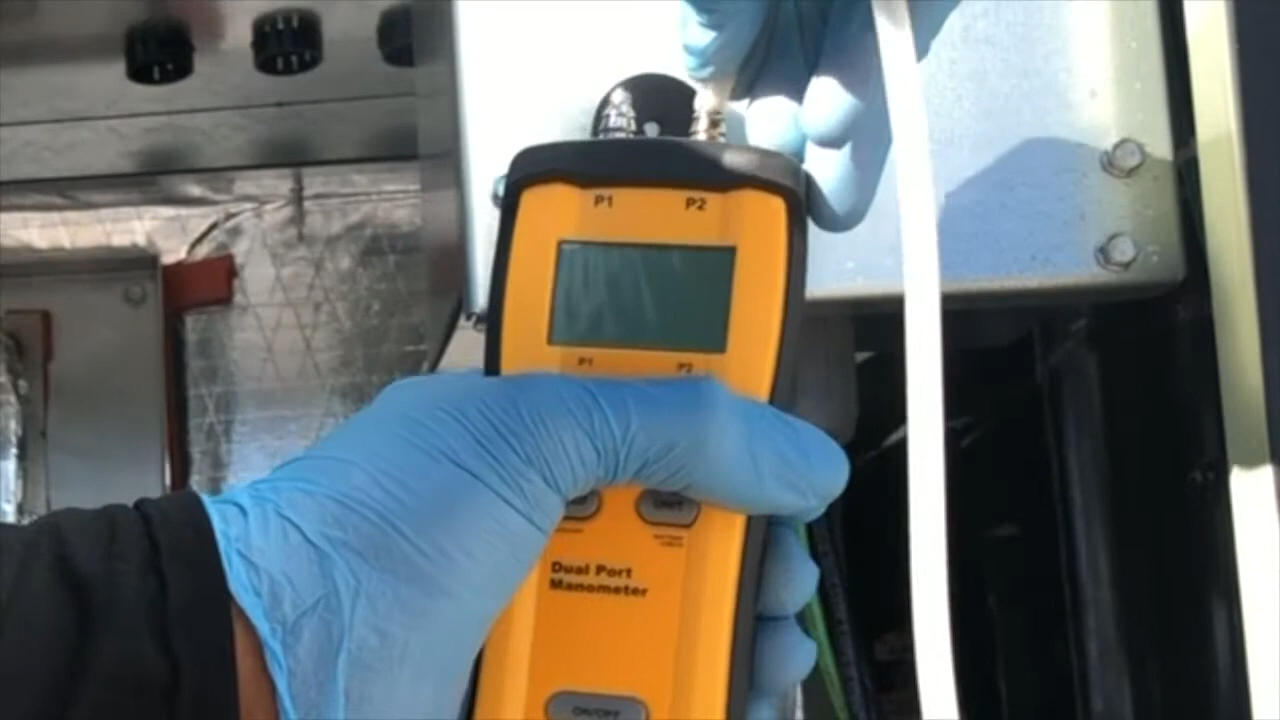 P1 P2
P1 P2
UNIT
Dual Port
Manometer
ON/OFF